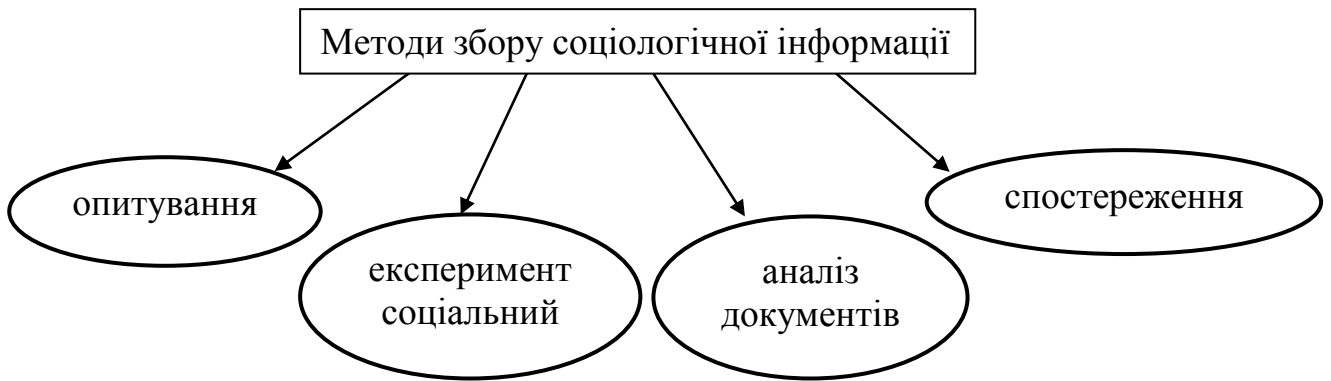 Методи збору соціологічної інформації
опитування
експеримент
соціальний
аналіз
документів
спостереження